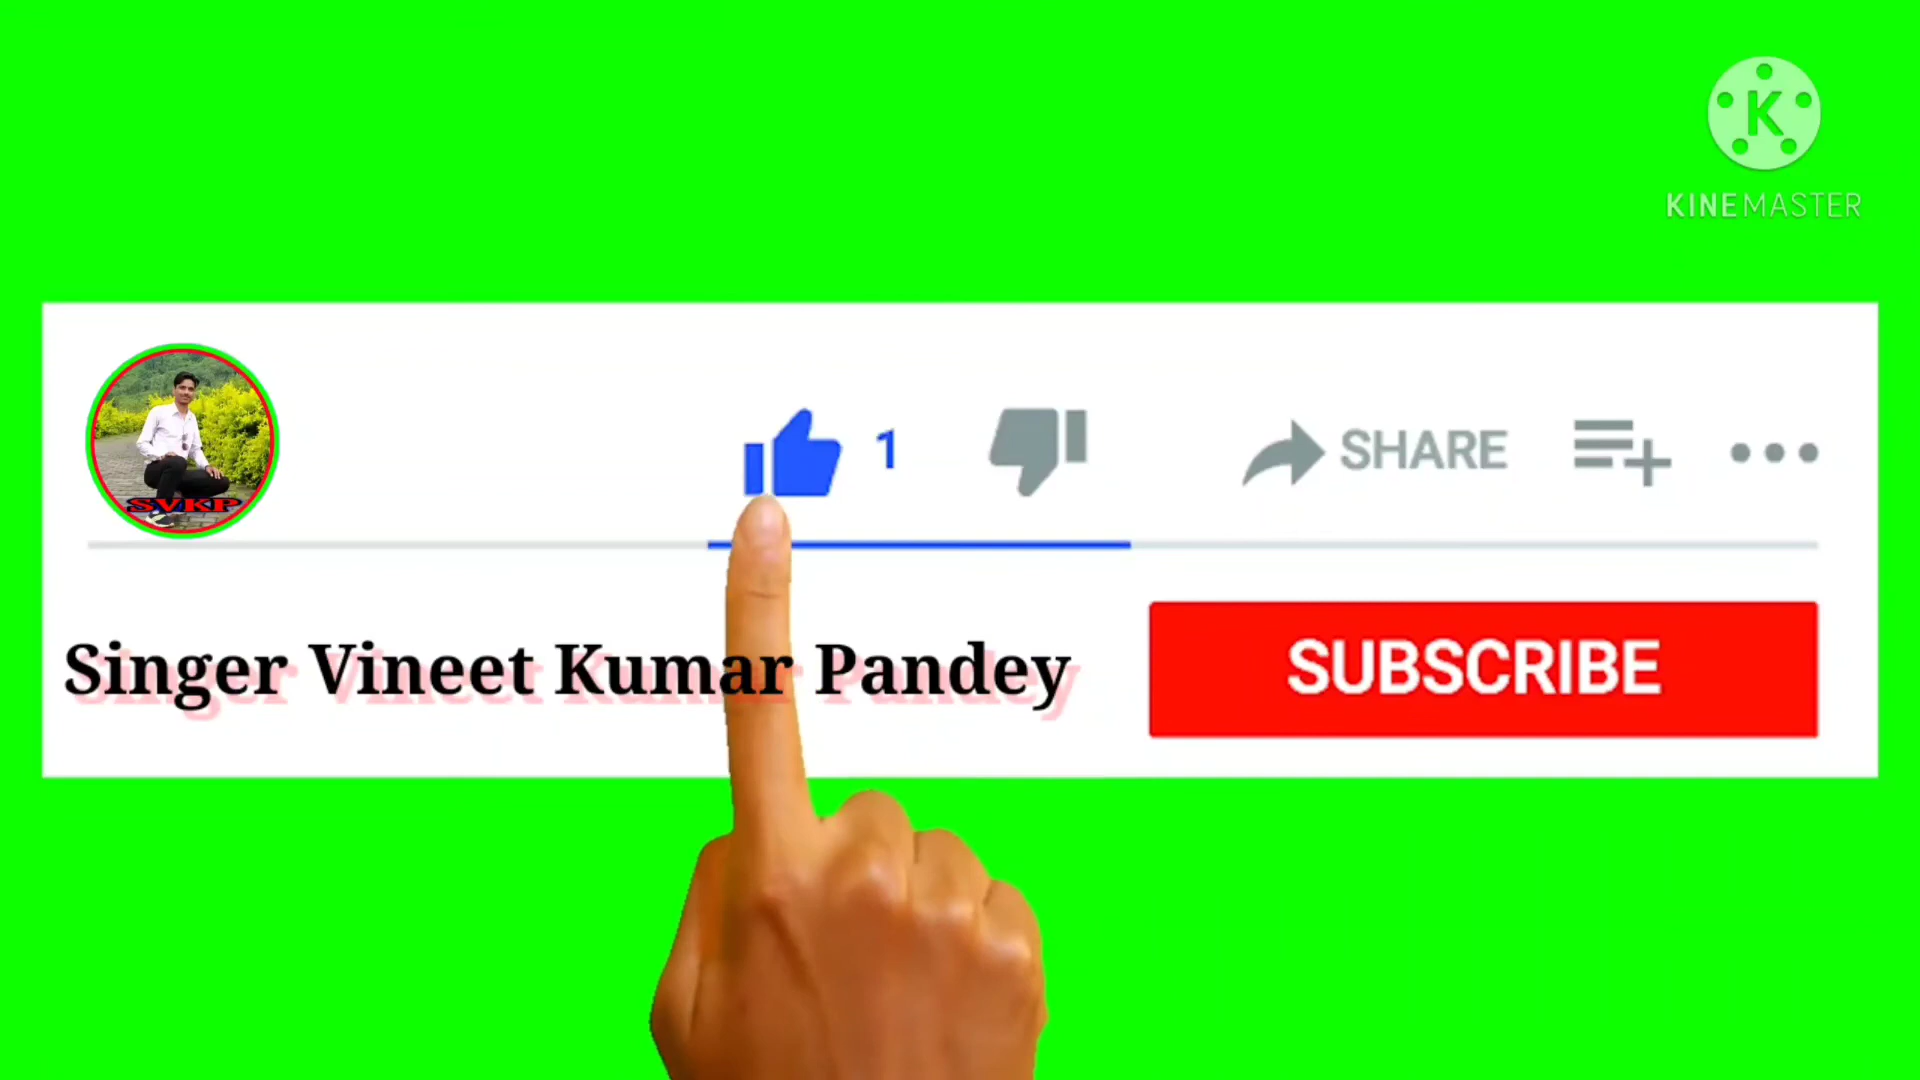 K
KINEMASTER
SVKP
1
SHARE
Singer Vineet Kumar Pandey
SUBSCRIBE